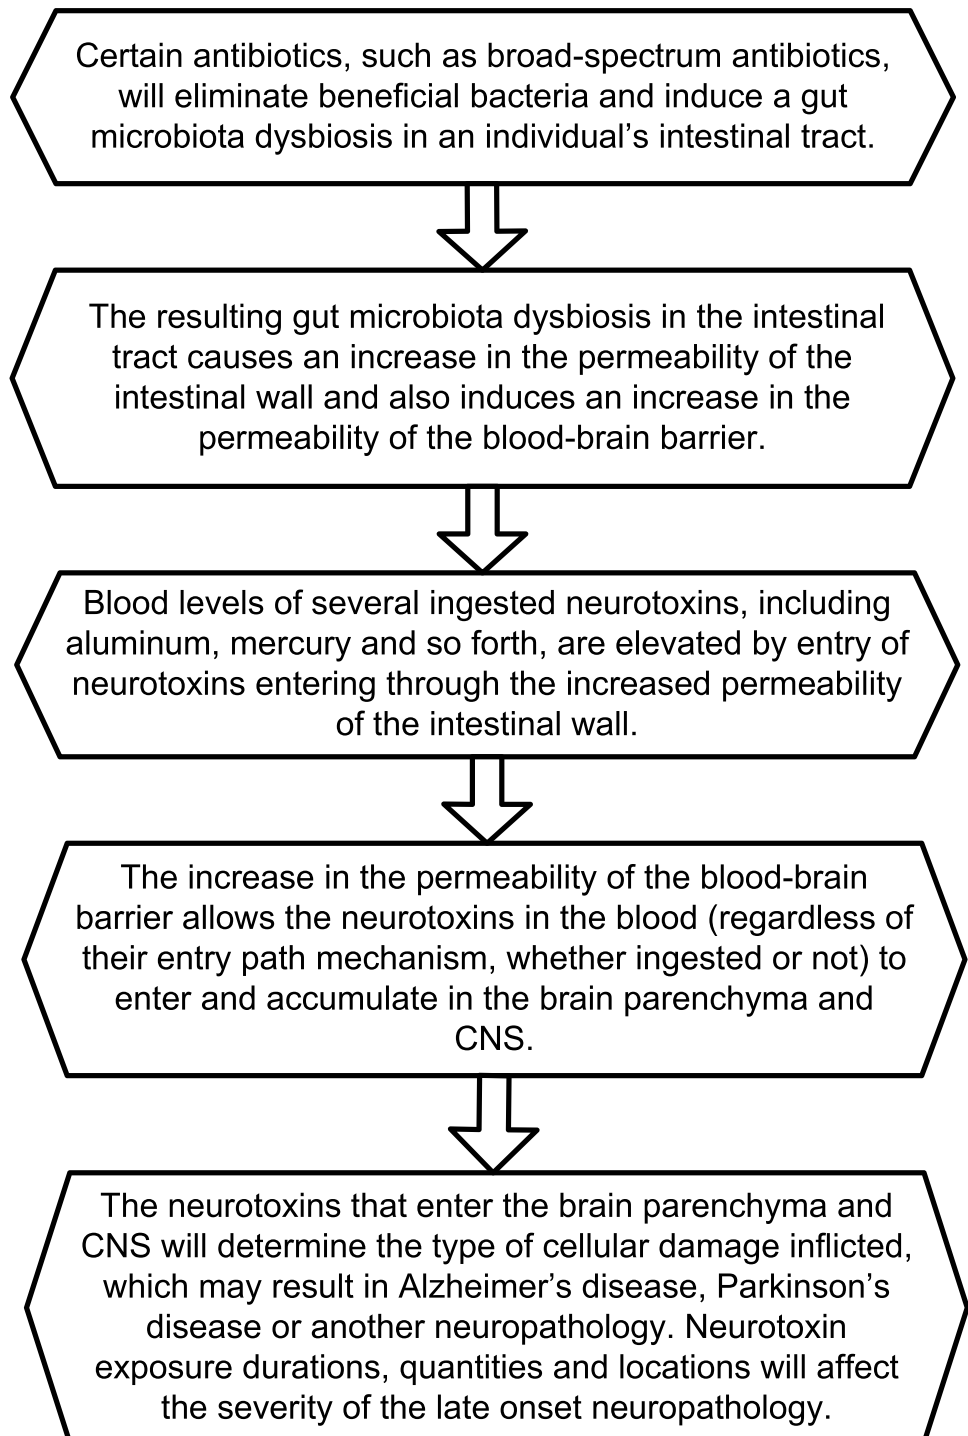 Certain antibiotics, such as broad-spectrum antibiotics,
will eliminate beneficial bacteria and induce a gut
microbiota dysbiosis in an individual’s intestinal tract.
The resulting gut microbiota dysbiosis in the intestinal
tract causes an increase in the permeability of the
intestinal wall and also induces an increase in the
permeability of the blood-brain barrier.
Blood levels of several ingested neurotoxins, including
aluminum, mercury and so forth, are elevated by entry of
neurotoxins entering through the increased permeability
of the intestinal wall.
The increase in the permeability of the blood-brain
barrier allows the neurotoxins in the blood (regardless of
their entry path mechanism, whether ingested or not) to
enter and accumulate in the brain parenchyma and
CNS.
The neurotoxins that enter the brain parenchyma and
CNS will determine the type of cellular damage inflicted,
which may result in Alzheimer’s disease, Parkinson’s
disease or another neuropathology. Neurotoxin
exposure durations, quantities and locations will affect
the severity of the late onset neuropathology.